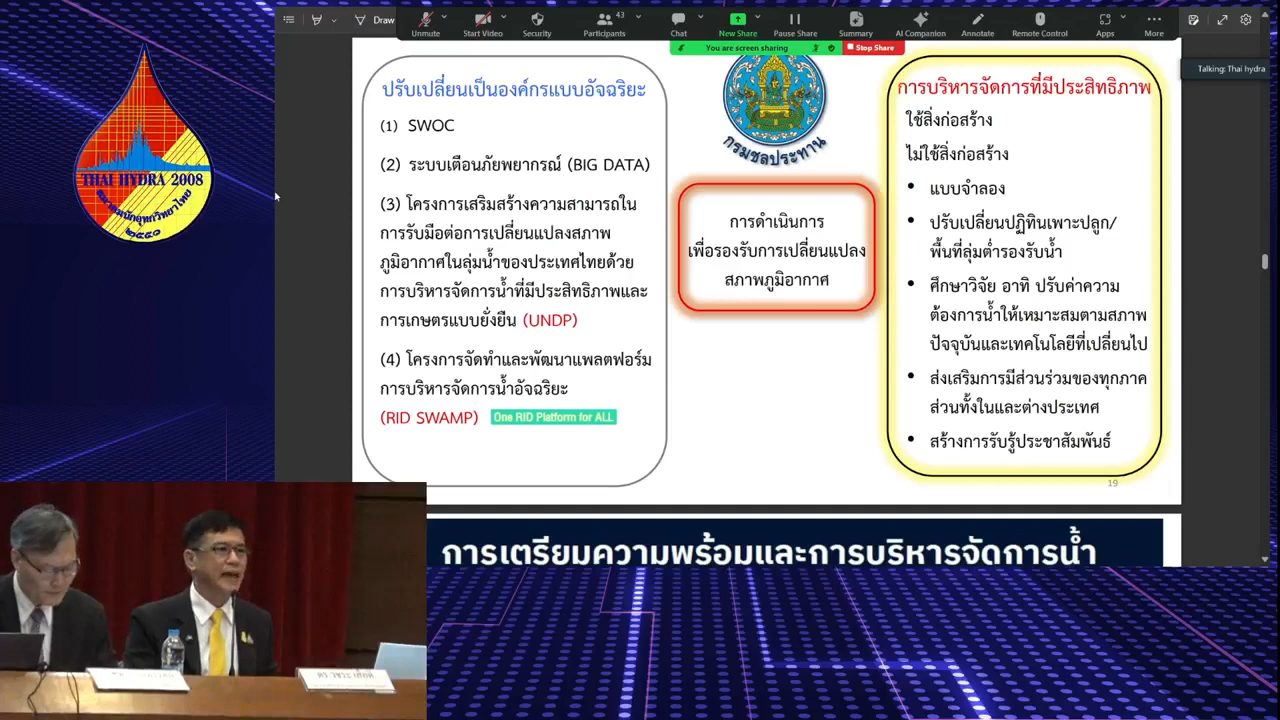 Draw
Unmute
Start Video
Security
43
Participants
Chat
New Share
Pause Share
Summary
AI Companion
Annotate
Remote Control
Apps
More
You are screen sharing
Stop Share
Talking: Thai hydra
THAI HYDRA 2008
สมาคมนักอุทกวิทยาไทย
๒๕๕๐
ปรับเปลี่ยนเป็นองค์กรแบบอัจฉริยะ
(1) SWOC
(2) ระบบเตือนภัยพยากรณ์ (BIG DATA)
(3) โครงการเสริมสร้างความสามารถใน
การรับมือต่อการเปลี่ยนแปลงสภาพ
ภูมิอากาศในลุ่มน้ำของประเทศไทยด้วย
การบริหารจัดการน้ำที่มีประสิทธิภาพและ
การเกษตรแบบยั่งยืน (UNDP)
(4) โครงการจัดทำและพัฒนาแพลตฟอร์ม
การบริหารจัดการน้ำอัจฉริยะ
(RID SWAMP) One RID Platform for ALL
กรมชลประทาน
การดำเนินการ
เพื่อรองรับการเปลี่ยนแปลง
สภาพภูมิอากาศ
การบริหารจัดการที่มีประสิทธิภาพ
ใช้สิ่งก่อสร้าง
ไม่ใช้สิ่งก่อสร้าง
• แบบจำลอง
• ปรับเปลี่ยนปฏิทินเพาะปลูก/
พื้นที่ลุ่มต่ำรองรับน้ำ
• ศึกษาวิจัย อาทิ ปรับค่าความ
ต้องการน้ำให้เหมาะสมตามสภาพ
ปัจจุบันและเทคโนโลยีที่เปลี่ยนไป
• ส่งเสริมการมีส่วนร่วมของทุกภาค
ส่วนทั้งในและต่างประเทศ
• สร้างการรับรู้ประชาสัมพันธ์
19
การเตรียมความพร้อมและการบริหารจัดการน้ำ